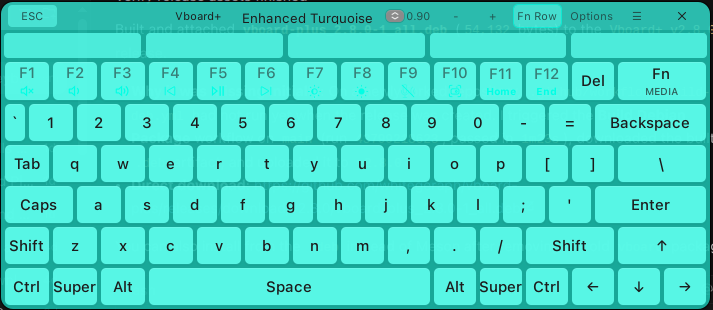 ESC Vboard+ Enhanced Turquoise 0.90 - + Fn Row Options ☰ ✕
F1 F2 F3 F4 F5 F6 F7 F8 F9 F10 F11 F12 Del Fn
Home End MEDIA
` 1 2 3 4 5 6 7 8 9 0 - = Backspace
Tab q w e r t y u i o p [ ] \
Caps a s d f g h j k l ; ' Enter
Shift z x c v b n m , . / Shift ↑
Ctrl Super Alt Space Alt Super Ctrl ← ↓ →